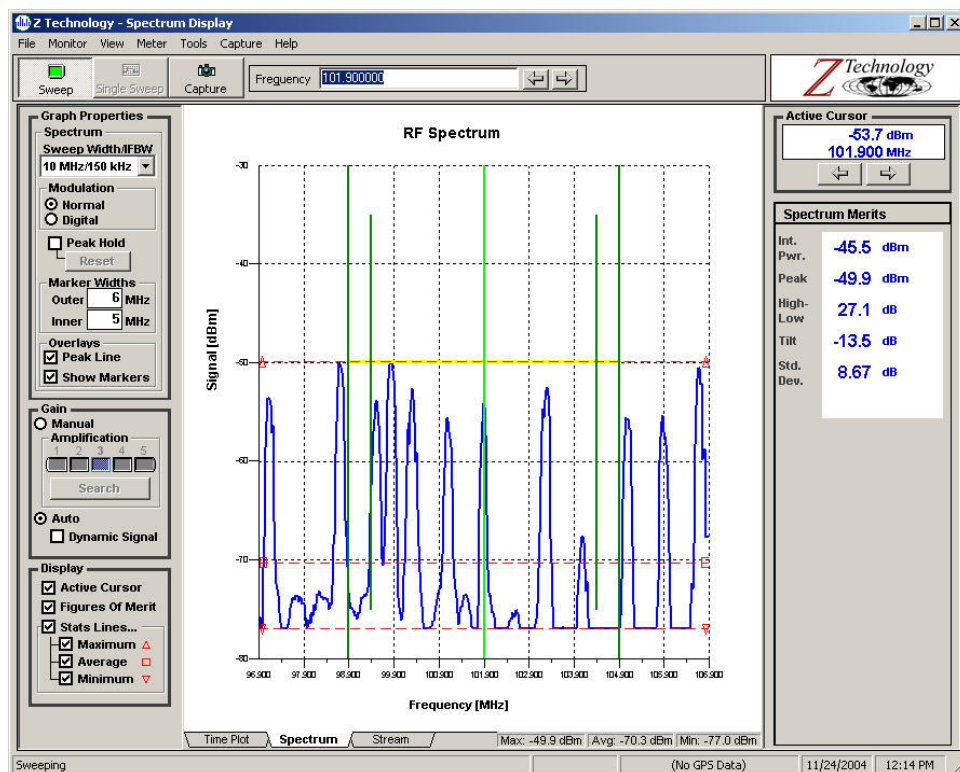 Z Technology - Spectrum Display
File Monitor View Meter Tools Capture Help
Sweep
Single Sweep
Capture
Frequency 101.900000
Z Technology
Graph Properties
Spectrum
Sweep Width/IFBW
10 MHz/150 kHz
Modulation
Normal
Digital
Peak Hold
Reset
Marker Widths
Outer 6 MHz
Inner 5 MHz
Overlays
Peak Line
Show Markers
Gain
Manual
Amplification
1 2 3 4 5
Search
Auto
Dynamic Signal
Display
Active Cursor
Figures Of Merit
Stats Lines...
Maximum
Average
Minimum
RF Spectrum
Signal [dBm]
-30
-40
-50
-60
-70
-80
96.900 97.900 98.900 99.900 100.900 101.900 102.900 103.900 104.900 105.900 106.900
Frequency [MHz]
Time Plot Spectrum Stream
Max: -49.9 dBm Avg: -70.3 dBm Min: -77.0 dBm
Active Cursor
-53.7 dBm
101.900 MHz
Spectrum Merits
Int. Pwr. -45.5 dBm
Peak -49.9 dBm
High-Low 27.1 dB
Tilt -13.5 dB
Std. Dev. 8.67 dB
Sweeping
(No GPS Data)
11/24/2004
12:14 PM